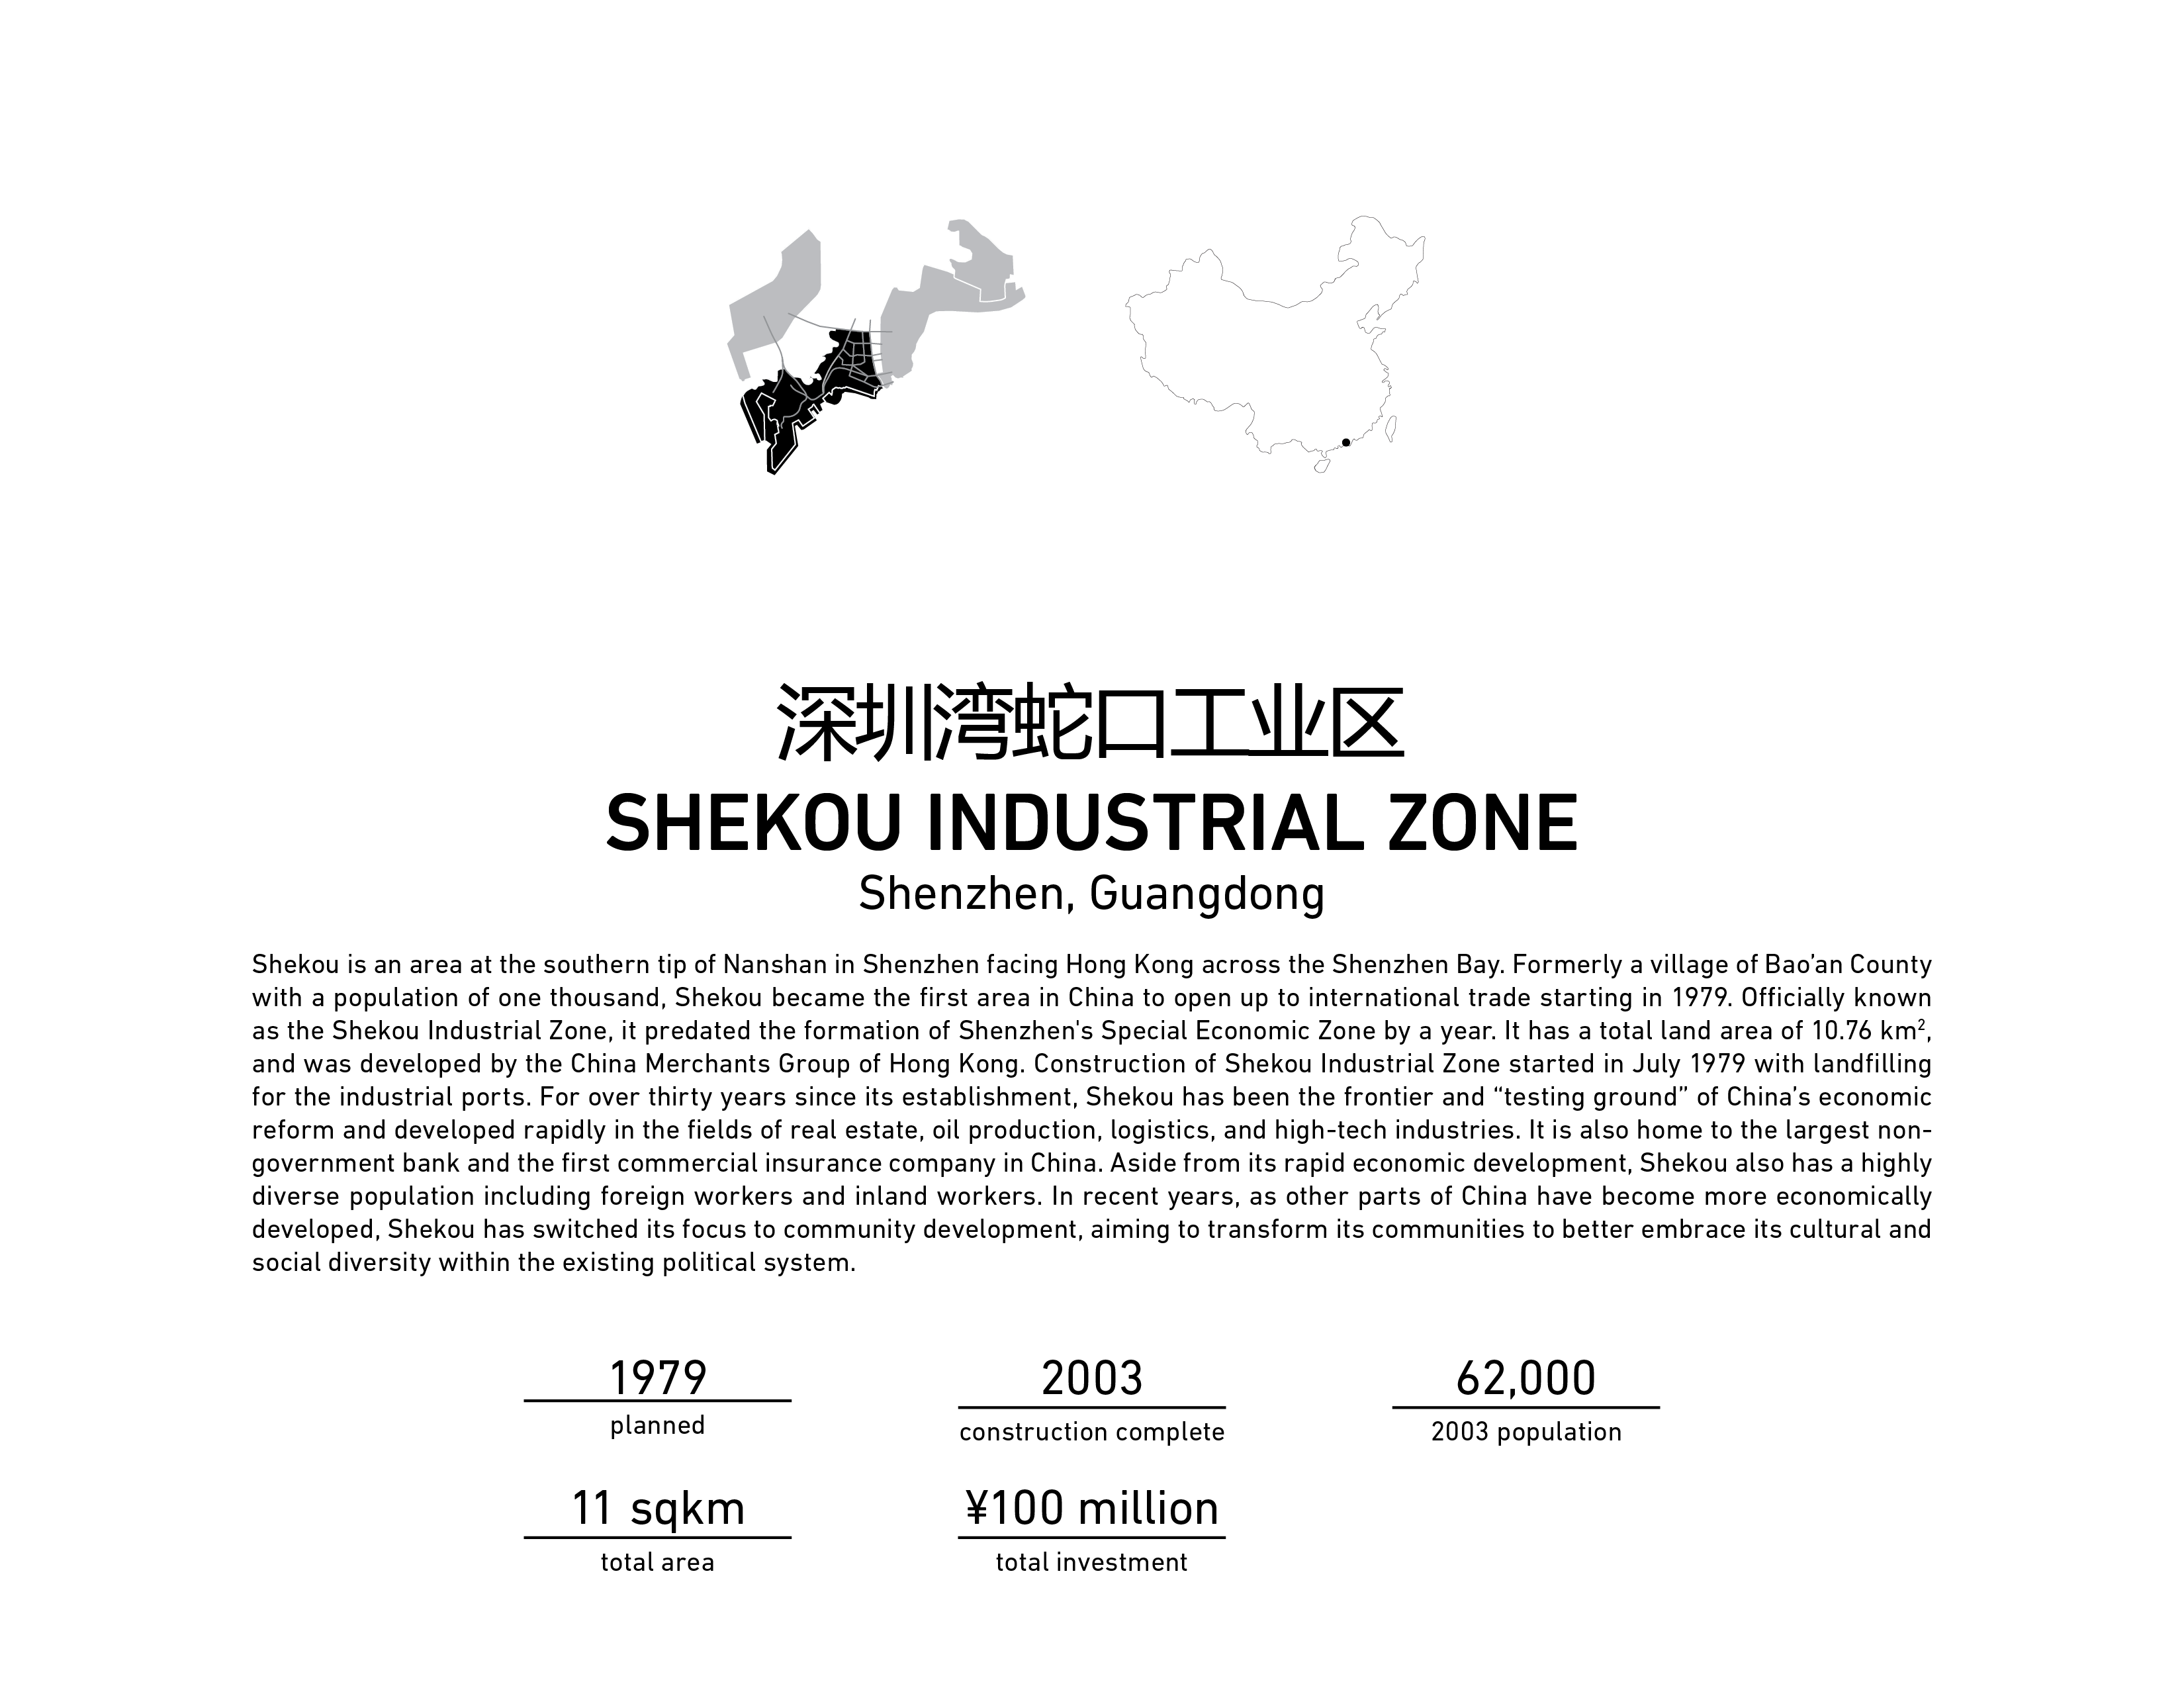 深圳湾蛇口工业区
SHEKOU INDUSTRIAL ZONE
Shenzhen, Guangdong
Shekou is an area at the southern tip of Nanshan in Shenzhen facing Hong Kong across the Shenzhen Bay. Formerly a village of Bao’an County
with a population of one thousand, Shekou became the first area in China to open up to international trade starting in 1979. Officially known
as the Shekou Industrial Zone, it predated the formation of Shenzhen's Special Economic Zone by a year. It has a total land area of 10.76 km²,
and was developed by the China Merchants Group of Hong Kong. Construction of Shekou Industrial Zone started in July 1979 with landfilling
for the industrial ports. For over thirty years since its establishment, Shekou has been the frontier and “testing ground” of China’s economic
reform and developed rapidly in the fields of real estate, oil production, logistics, and high-tech industries. It is also home to the largest non-
government bank and the first commercial insurance company in China. Aside from its rapid economic development, Shekou also has a highly
diverse population including foreign workers and inland workers. In recent years, as other parts of China have become more economically
developed, Shekou has switched its focus to community development, aiming to transform its communities to better embrace its cultural and
social diversity within the existing political system.
1979
planned
2003
construction complete
62,000
2003 population
11 sqkm
total area
¥100 million
total investment